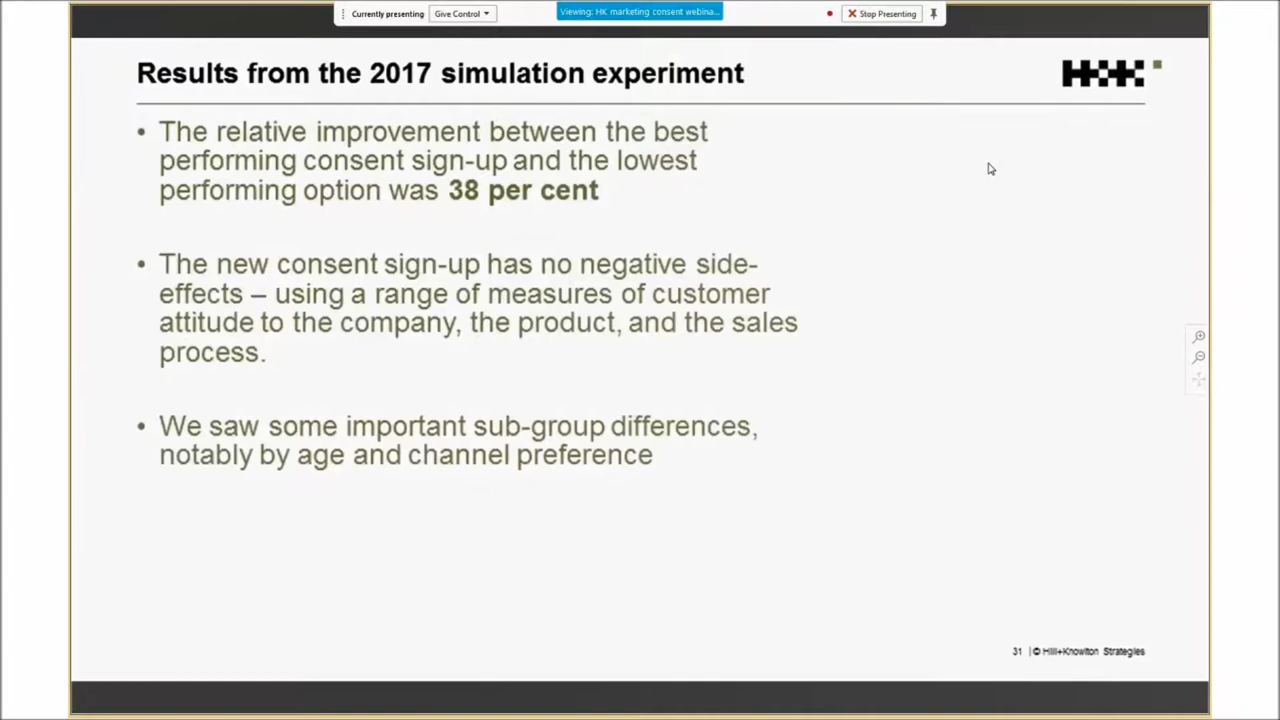 Currently presenting Give Control Viewing: HK marketing consent webina... Stop Presenting
Results from the 2017 simulation experiment
H+K
• The relative improvement between the best
performing consent sign-up and the lowest
performing option was 38 per cent
• The new consent sign-up has no negative side-
effects – using a range of measures of customer
attitude to the company, the product, and the sales
process.
• We saw some important sub-group differences,
notably by age and channel preference
31 | © Hill+Knowlton Strategies